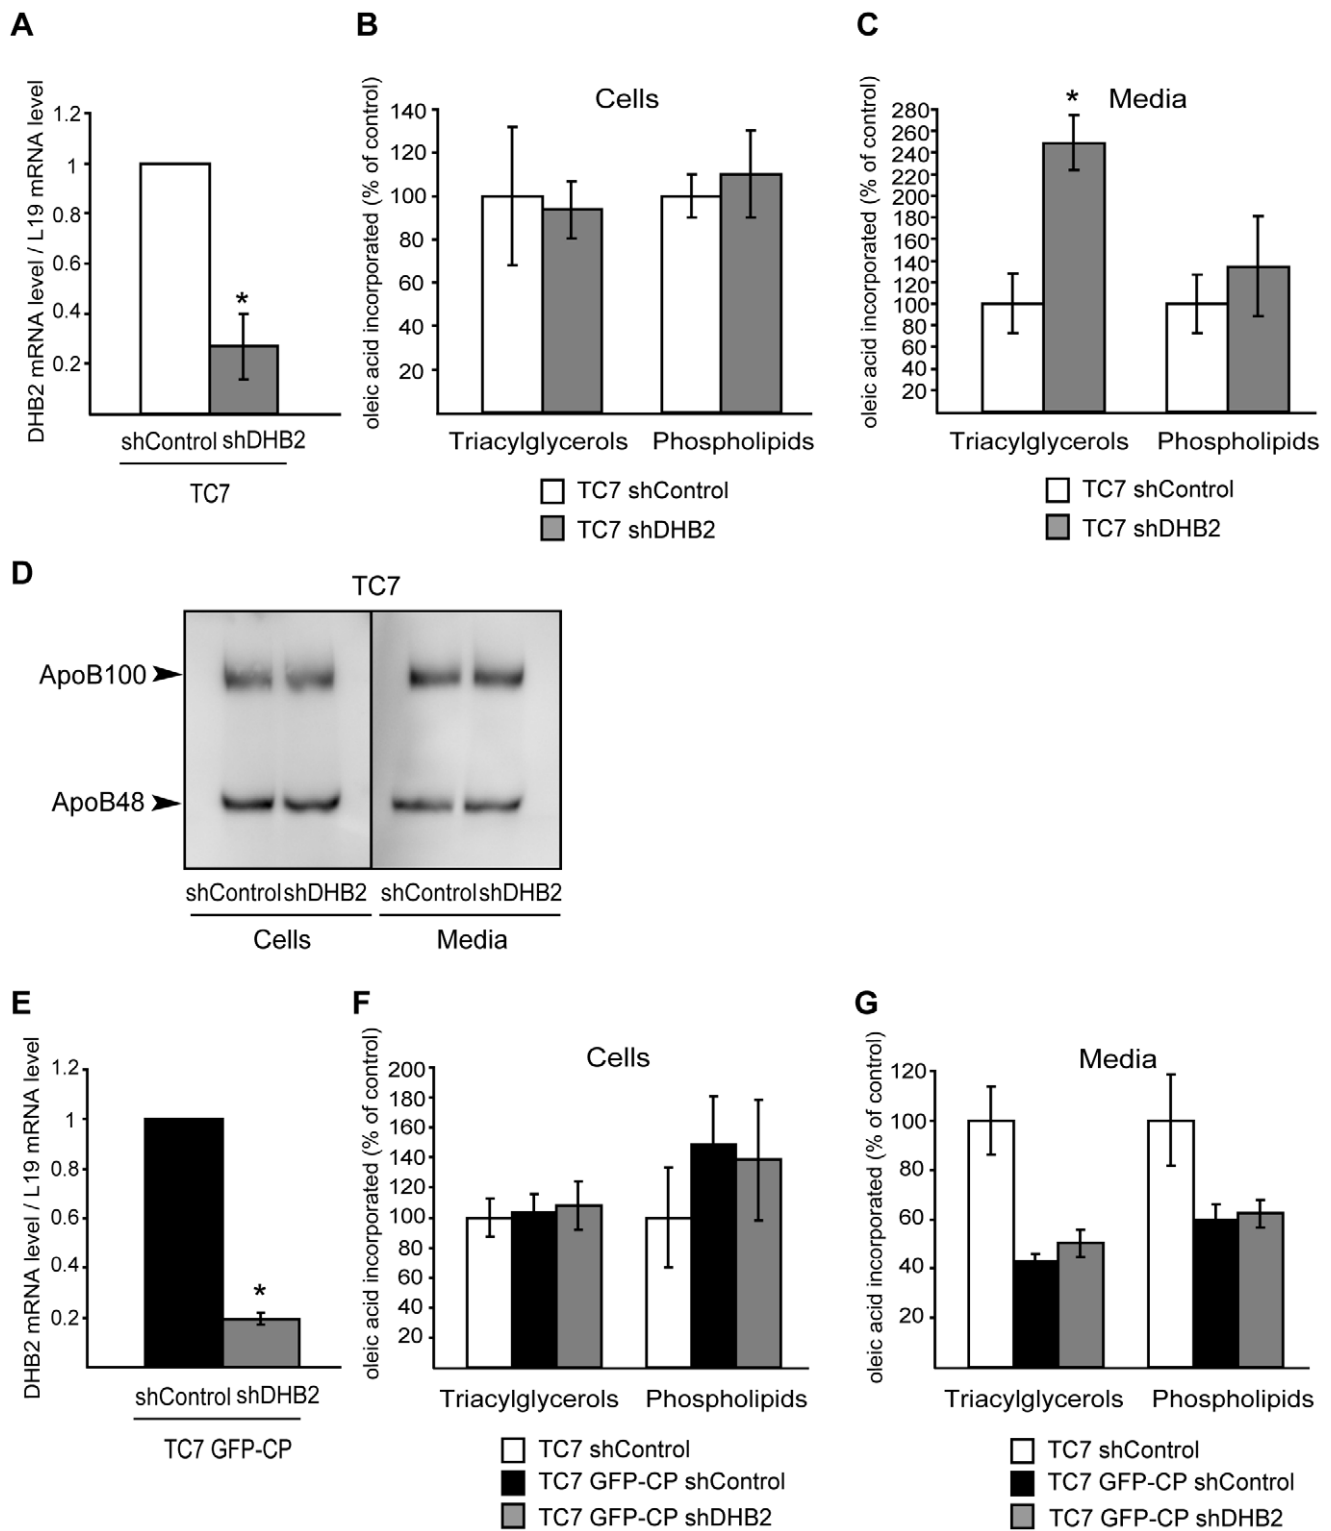 A
DHB2 mRNA level / L19 mRNA level
1.2
1
0.8
0.6
0.4
0.2
*
shControl shDHB2
TC7
B
oleic acid incorporated (% of control)
Cells
140
120
100
80
60
40
20
Triacylglycerols Phospholipids
TC7 shControl
TC7 shDHB2
C
oleic acid incorporated (% of control)
* Media
280
260
240
220
200
180
160
140
120
100
80
60
40
20
Triacylglycerols Phospholipids
TC7 shControl
TC7 shDHB2
D
TC7
ApoB100
ApoB48
shControl shDHB2 shControl shDHB2
Cells Media
E
DHB2 mRNA level / L19 mRNA level
1.2
1
0.8
0.6
0.4
0.2
*
shControl shDHB2
TC7 GFP-CP
F
oleic acid incorporated (% of control)
Cells
200
180
160
140
120
100
80
60
40
20
Triacylglycerols Phospholipids
TC7 shControl
TC7 GFP-CP shControl
TC7 GFP-CP shDHB2
G
oleic acid incorporated (% of control)
Media
120
100
80
60
40
20
Triacylglycerols Phospholipids
TC7 shControl
TC7 GFP-CP shControl
TC7 GFP-CP shDHB2